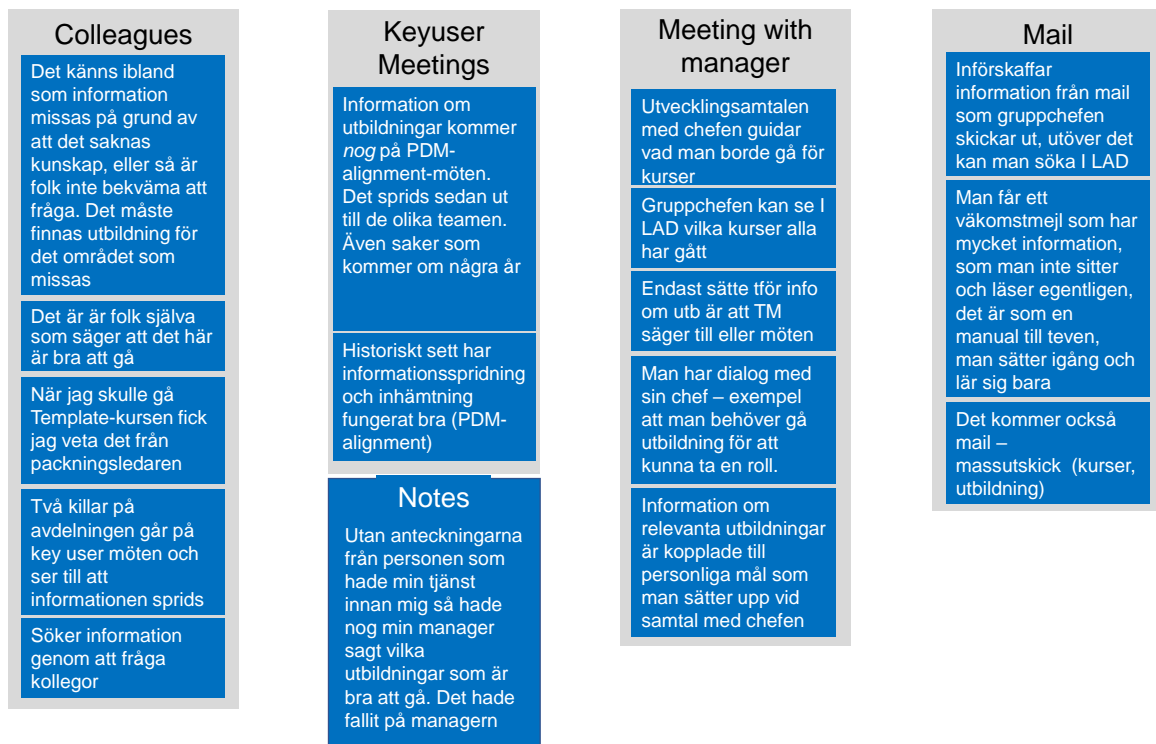 Colleagues
Det känns ibland
som information
missas på grund av
att det saknas
kunskap, eller så är
folk inte bekväma att
fråga. Det måste
finnas utbildning för
det området som
missas
Det är är folk själva
som säger att det här
är bra att gå
När jag skulle gå
Template-kursen fick
jag veta det från
packningsledaren
Två killar på
avdelningen går på
key user möten och
ser till att
informationen sprids
Söker information
genom att fråga
kollegor
Keyuser
Meetings
Information om
utbildningar kommer
nog på PDM-
alignment-möten.
Det sprids sedan ut
till de olika teamen.
Även saker som
kommer om några år
Historiskt sett har
informationsspridning
och inhämtning
fungerat bra (PDM-
alignment)
Notes
Utan anteckningarna
från personen som
hade min tjänst
innan mig så hade
nog min manager
sagt vilka
utbildningar som är
bra att gå. Det hade
fallit på managern
Meeting with
manager
Utvecklingsamtalen
med chefen guidar
vad man borde gå för
kurser
Gruppchefen kan se I
LAD vilka kurser alla
har gått
Endast sätte tför info
om utb är att TM
säger till eller möten
Man har dialog med
sin chef – exempel
att man behöver gå
utbildning för att
kunna ta en roll.
Information om
relevanta utbildningar
är kopplade till
personliga mål som
man sätter upp vid
samtal med chefen
Mail
Införskaffar
information från mail
som gruppchefen
skickar ut, utöver det
kan man söka I LAD
Man får ett
väkomstmejl som har
mycket information,
som man inte sitter
och läser egentligen,
det är som en
manual till teven,
man sätter igång och
lär sig bara
Det kommer också
mail –
massutskick (kurser,
utbildning)